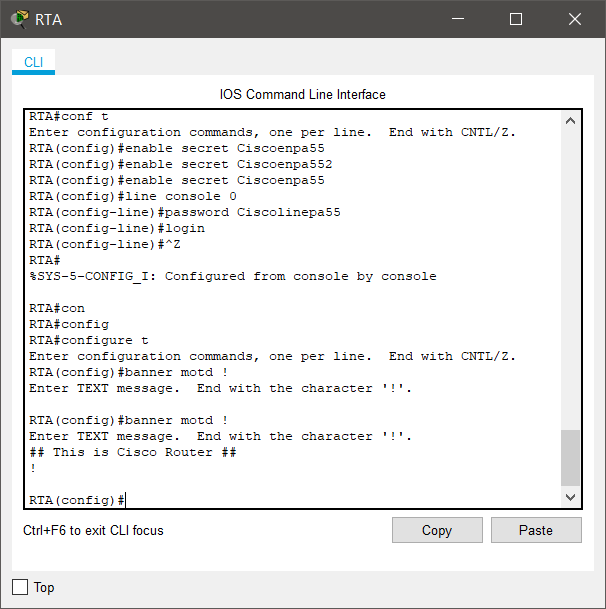 RTA
CLI
IOS Command Line Interface
RTA#conf t
Enter configuration commands, one per line.  End with CNTL/Z.
RTA(config)#enable secret Ciscoenpa55
RTA(config)#enable secret Ciscoenpa552
RTA(config)#enable secret Ciscoenpa55
RTA(config)#line console 0
RTA(config-line)#password Ciscolinepa55
RTA(config-line)#login
RTA(config-line)#^Z
RTA#
%SYS-5-CONFIG_I: Configured from console by console
RTA#con
RTA#config
RTA#configure t
Enter configuration commands, one per line.  End with CNTL/Z.
RTA(config)#banner motd !
Enter TEXT message.  End with the character '!'.
RTA(config)#banner motd !
Enter TEXT message.  End with the character '!'.
## This is Cisco Router ##
!
RTA(config)#
Ctrl+F6 to exit CLI focus
Copy
Paste
Top